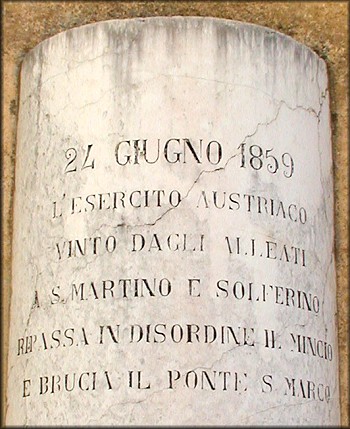 24 GIUGNO 1859
L'ESERCITO AUSTRIACO
VINTO DAGLI ALLEATI
A S. MARTINO E SOLFERINO
RIPASSA IN DISORDINE IL MINCIO
E BRUCIA IL PONTE S. MARCO